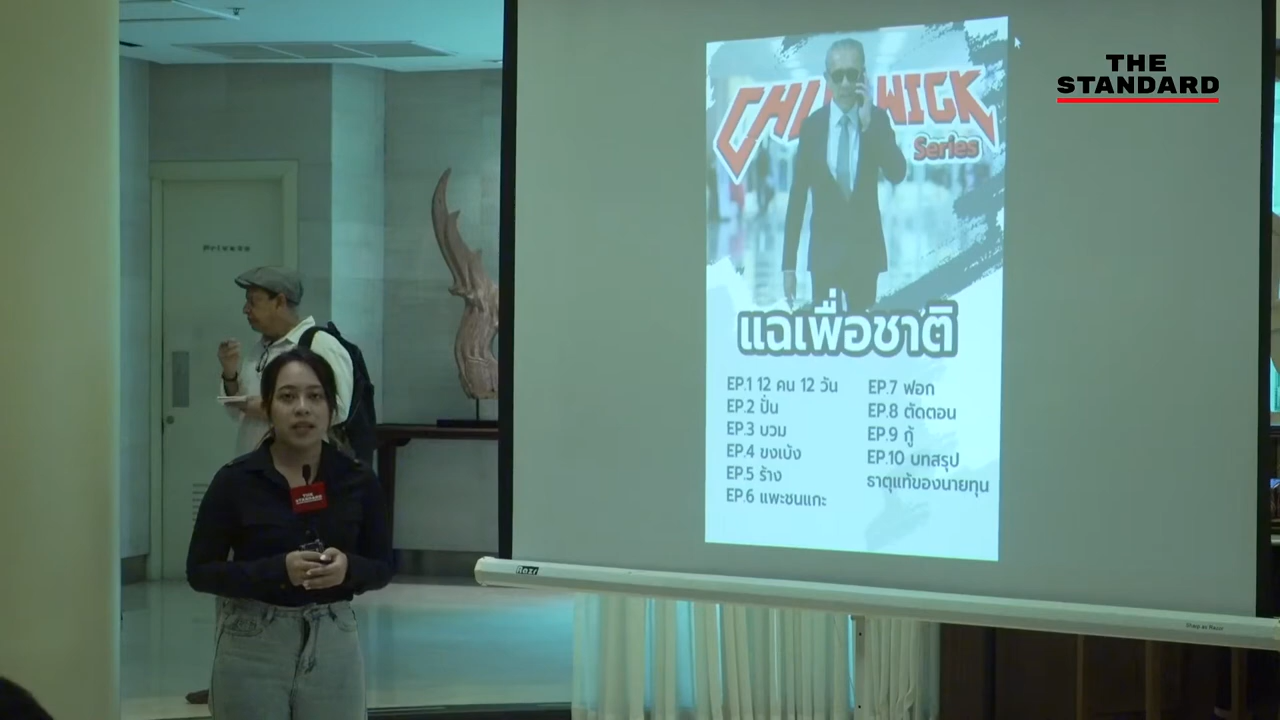 THE
STANDARD
CHU WICK
Series
แฉเพื่อชาติ
EP.1 12 คน 12 วัน
EP.2 ปั่น
EP.3 บวม
EP.4 ขงเบ้ง
EP.5 ร้าง
EP.6 แพะชนแกะ
EP.7 ฟอก
EP.8 ตัดตอน
EP.9 กู้
EP.10 บทสรุป
ธาตุแท้ของนายทุน
THE
STANDARD
Razr